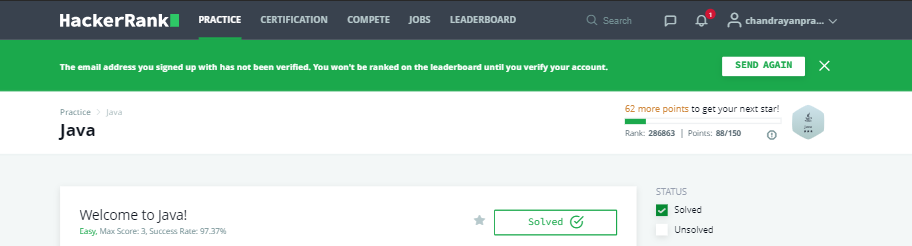 HackerRank PRACTICE CERTIFICATION COMPETE JOBS LEADERBOARD Search 1 chandrayanpra...
The email address you signed up with has not been verified. You won't be ranked on the leaderboard until you verify your account. SEND AGAIN
Practice > Java
Java
62 more points to get your next star!
Rank: 286863 | Points: 88/150
Java
Welcome to Java!
Easy, Max Score: 3, Success Rate: 97.37%
Solved
STATUS
Solved
Unsolved